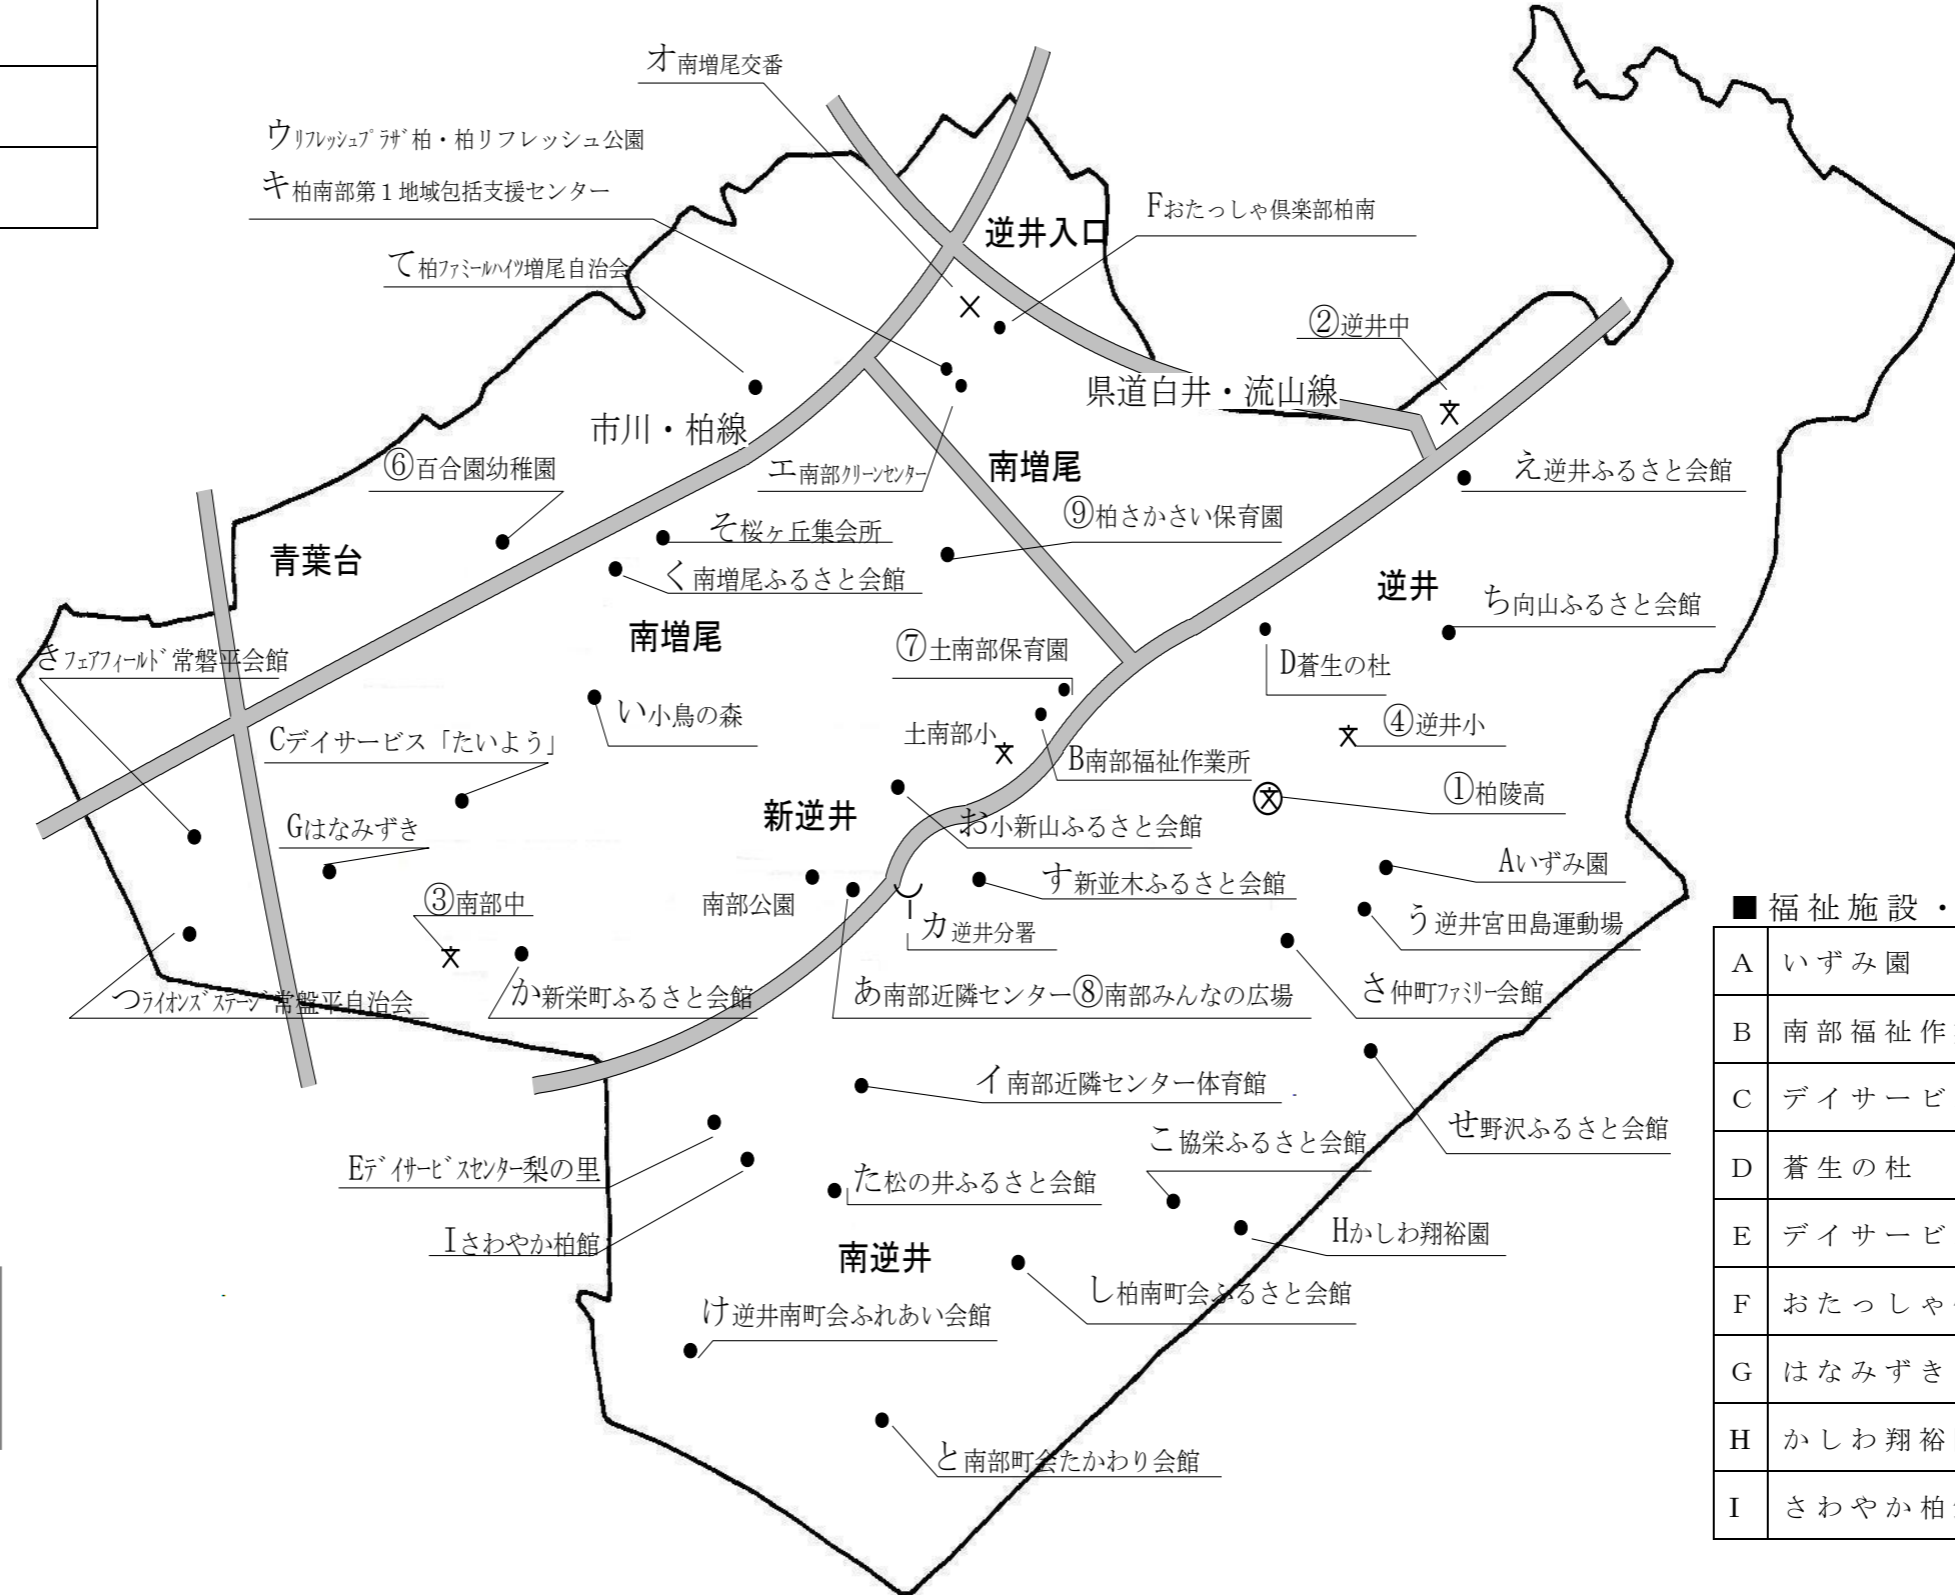 オ南増尾交番
ウリフレッシュプラザ柏・柏リフレッシュ公園
キ柏南部第1地域包括支援センター
Fおたっしゃ倶楽部柏南
逆井入口
て柏ファミールハイツ増尾自治会
②逆井中
県道白井・流山線
市川・柏線
⑥百合園幼稚園
エ南部クリーンセンター
南増尾
え逆井ふるさと会館
⑨柏さかさい保育園
そ桜ヶ丘集会所
青葉台
く南増尾ふるさと会館
逆井
ち向山ふるさと会館
南増尾
⑦土南部保育園
きフェアフィールド常磐平会館
D蒼生の杜
い小鳥の森
Cデイサービス「たいよう」
土南部小
④逆井小
B南部福祉作業所
①柏陵高
新逆井
Gはなみずき
お小新山ふるさと会館
Aいずみ園
③南部中
南部公園
す新並木ふるさと会館
カ逆井分署
う逆井宮田島運動場
つライオンズステージ常盤平自治会
か新栄町ふるさと会館
あ南部近隣センター⑧南部みんなの広場
さ仲町ファミリー会館
イ南部近隣センター体育館
せ野沢ふるさと会館
こ協栄ふるさと会館
Eデイサービスセンター梨の里
た松の井ふるさと会館
Iさわやか柏館
Hかしわ翔裕園
南逆井
し柏南町会ふるさと会館
け逆井南町会ふれあい会館
と南部町会たかわり会館
■福祉施設・
A いずみ園
B 南部福祉作
C デイサービ
D 蒼生の杜
E デイサービ
F おたっしゃ
G はなみずき
H かしわ翔裕
I さわやか柏